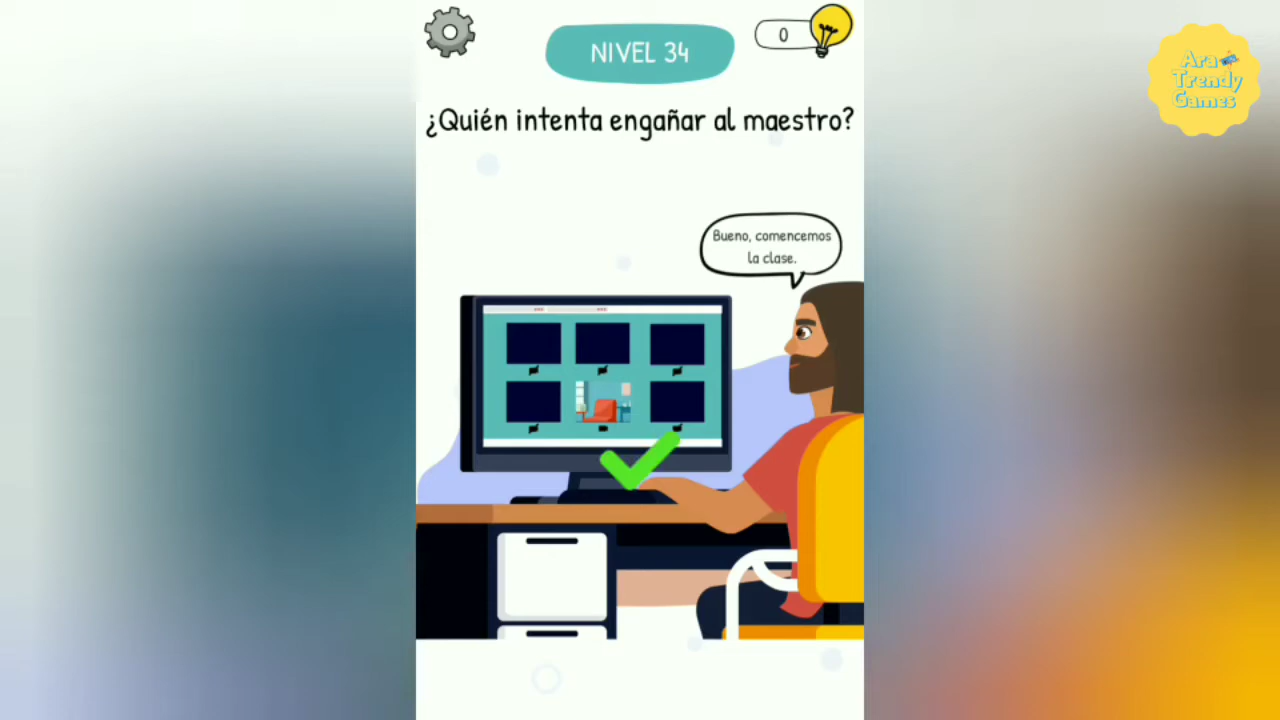 NIVEL 34
0
¿Quién intenta engañar al maestro?
Bueno, comencemos
la clase.
Ara
Trendy
Games